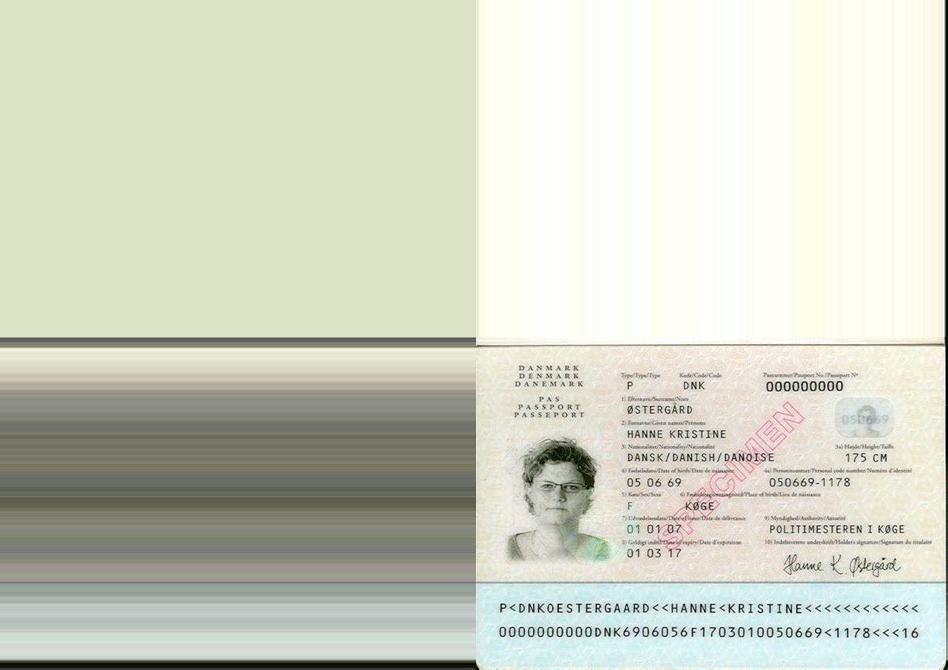 DANMARK
DENMARK
DANEMARK
PAS
PASSPORT
PASSEPORT
Type/Type/Type Kode/Code/Code Pasnummer/Passport No./Passeport Nº
P DNK 000000000
1) Efternavn/Surname/Nom
ØSTERGÅRD
2) Fornavne/Given names/Prénoms
HANNE KRISTINE
3) Nationalitet/Nationality/Nationalité 3a) Højde/Height/Taille
DANSK/DANISH/DANOISE 175 CM
4) Fødselsdato/Date of birth/Date de naissance 4a) Personnummer/Personal code number/Numéro d'identité
05 06 69 050669-1178
5) Køn/Sex/Sexe 6) Fødselsregistreringssted/Place of birth/Lieu de naissance
F KØGE
7) Udstedelsesdato/Date of issue/Date de délivrance 9) Myndighed/Authority/Autorité
01 01 07 POLITIMESTEREN I KØGE
8) Gyldigt indtil/Date of expiry/Date d'expiration 10) Indehaverens underskrift/Holder's signature/Signature du titulaire
01 03 17
Hanne K. Østergård
050669
SPECIMEN
P<DNKOESTERGAARD<<HANNE<KRISTINE<<<<<<<<<<<<
0000000000DNK6906056F1703010050669<1178<<<16